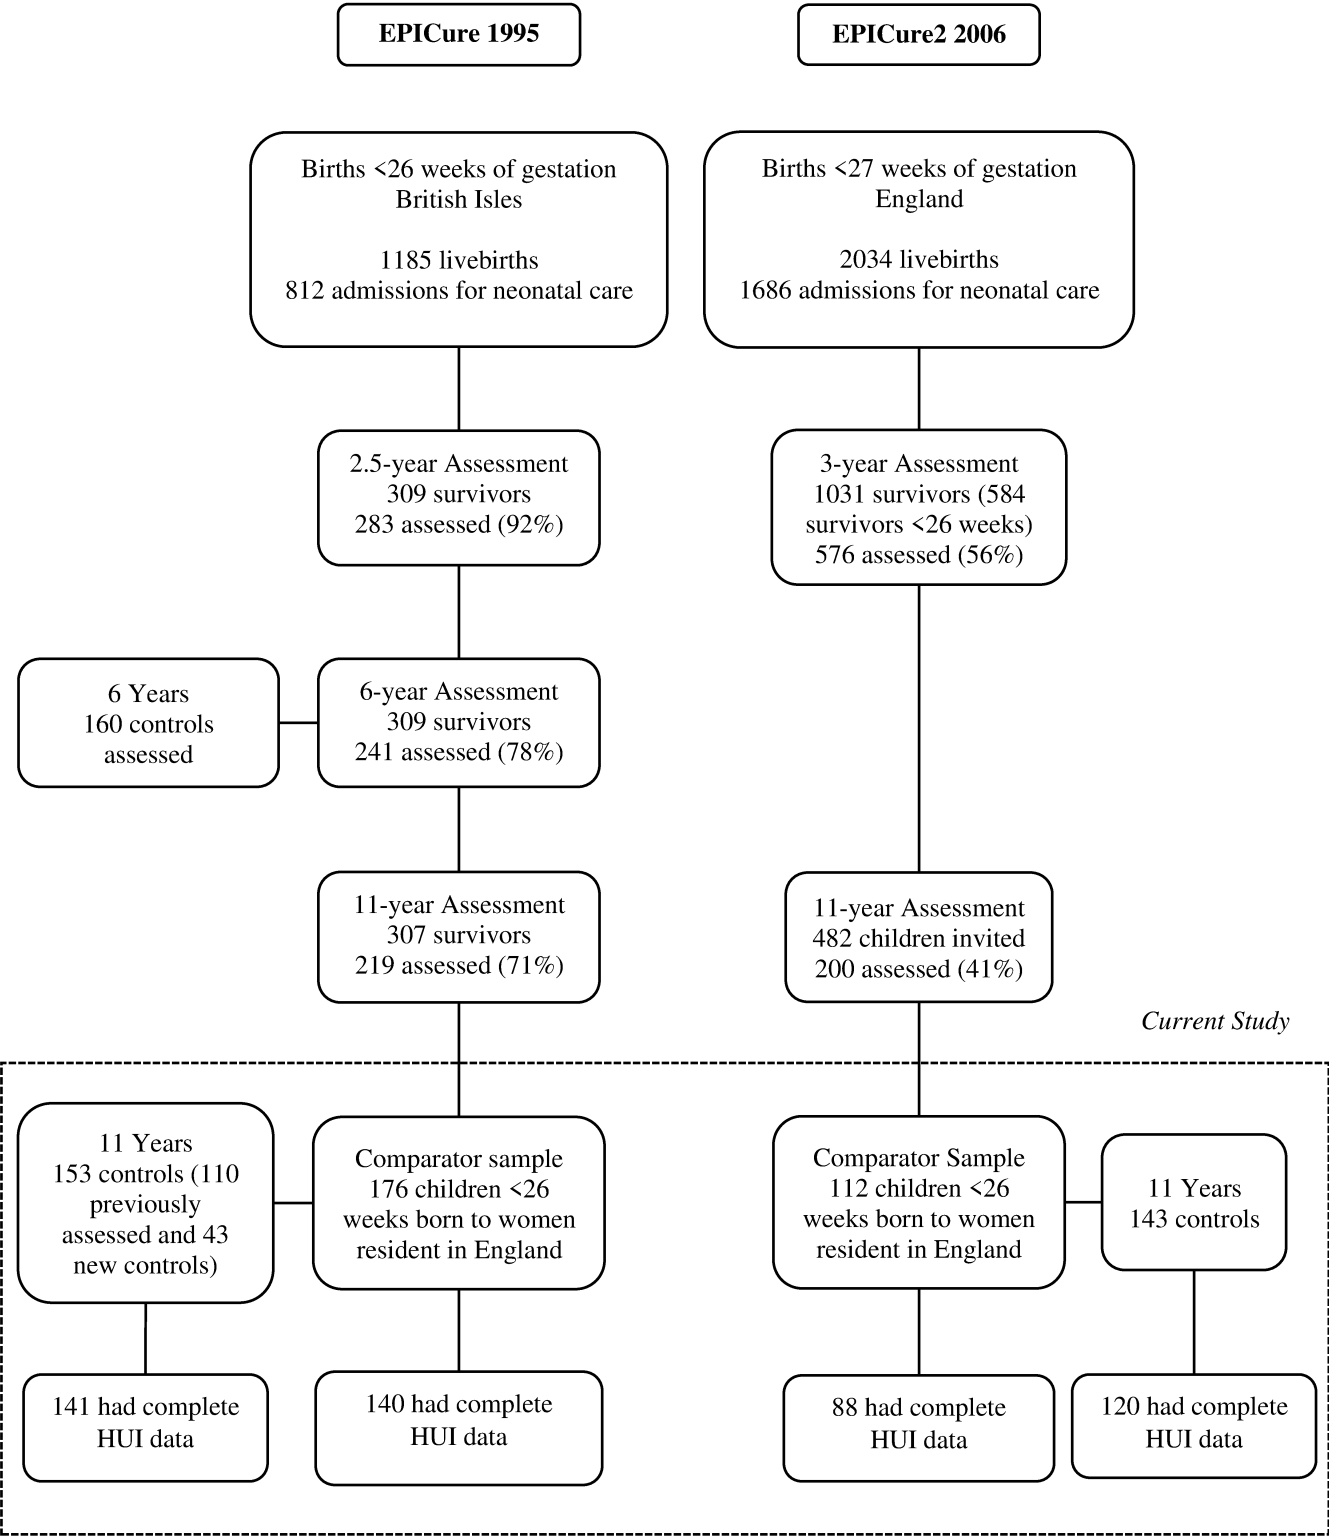 EPICure 1995
EPICure2 2006
Births <26 weeks of gestation
British Isles
1185 livebirths
812 admissions for neonatal care
Births <27 weeks of gestation
England
2034 livebirths
1686 admissions for neonatal care
2.5-year Assessment
309 survivors
283 assessed (92%)
3-year Assessment
1031 survivors (584
survivors <26 weeks)
576 assessed (56%)
6 Years
160 controls
assessed
6-year Assessment
309 survivors
241 assessed (78%)
11-year Assessment
307 survivors
219 assessed (71%)
11-year Assessment
482 children invited
200 assessed (41%)
Current Study
11 Years
153 controls (110
previously
assessed and 43
new controls)
Comparator sample
176 children <26
weeks born to women
resident in England
Comparator Sample
112 children <26
weeks born to women
resident in England
11 Years
143 controls
141 had complete
HUI data
140 had complete
HUI data
88 had complete
HUI data
120 had complete
HUI data